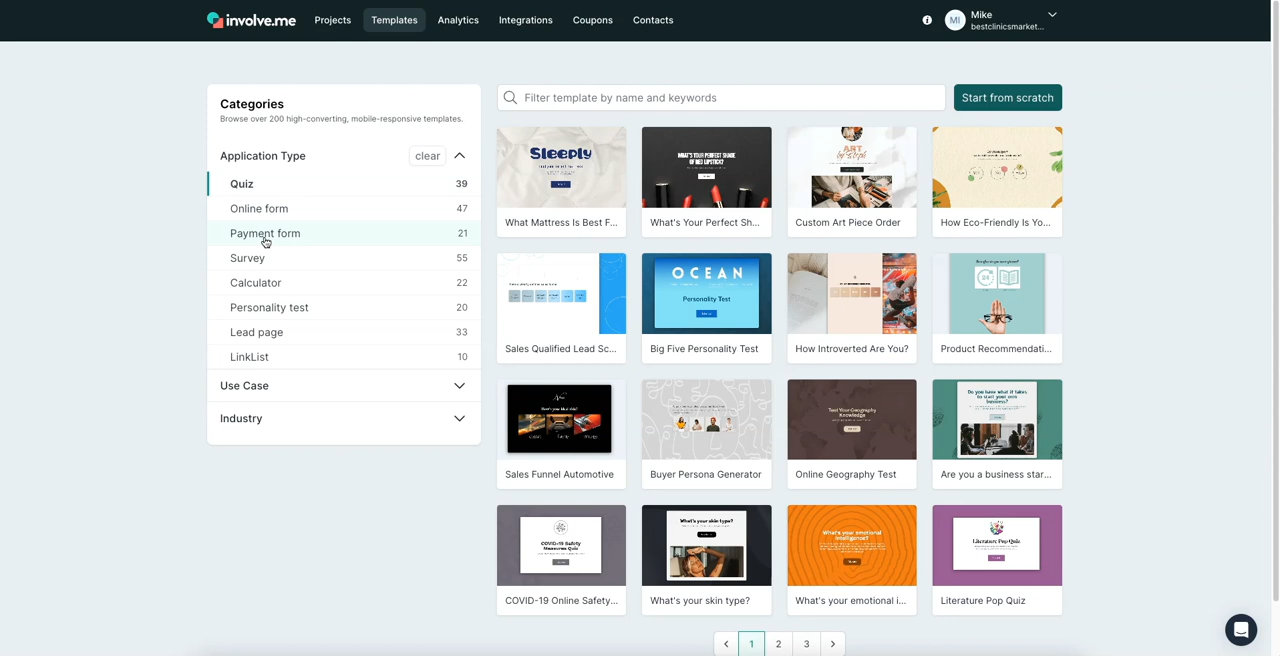 involve.me
Projects
Templates
Analytics
Integrations
Coupons
Contacts
MI
Mike
bestclinicsmarket...
Categories
Browse over 200 high-converting, mobile-responsive templates.
Application Type
clear
Quiz 39
Online form 47
Payment form 21
Survey 55
Calculator 22
Personality test 20
Lead page 33
LinkList 10
Use Case
Industry
Filter template by name and keywords
Start from scratch
Sleeply
What Mattress Is Best F...
WHAT'S YOUR PERFECT SHADE
OF RED LIPSTICK?
What's Your Perfect Sh...
ART
by Steph
Custom Art Piece Order
How Eco-Friendly Is Yo...
Sales Qualified Lead Sc...
OCEAN
Personality Test
Big Five Personality Test
How Introverted Are You?
Product Recommendati...
Sales Funnel Automotive
Buyer Persona Generator
Test Your Geography
Knowledge
Online Geography Test
Do you have what it takes
to start your own
business?
Are you a business star...
COVID-19 Safety
Measures Quiz
COVID-19 Online Safety...
What's your skin type?
What's your skin type?
What's your emotional
intelligence?
What's your emotional i...
Literature Pop Quiz
Literature Pop Quiz
1
2
3